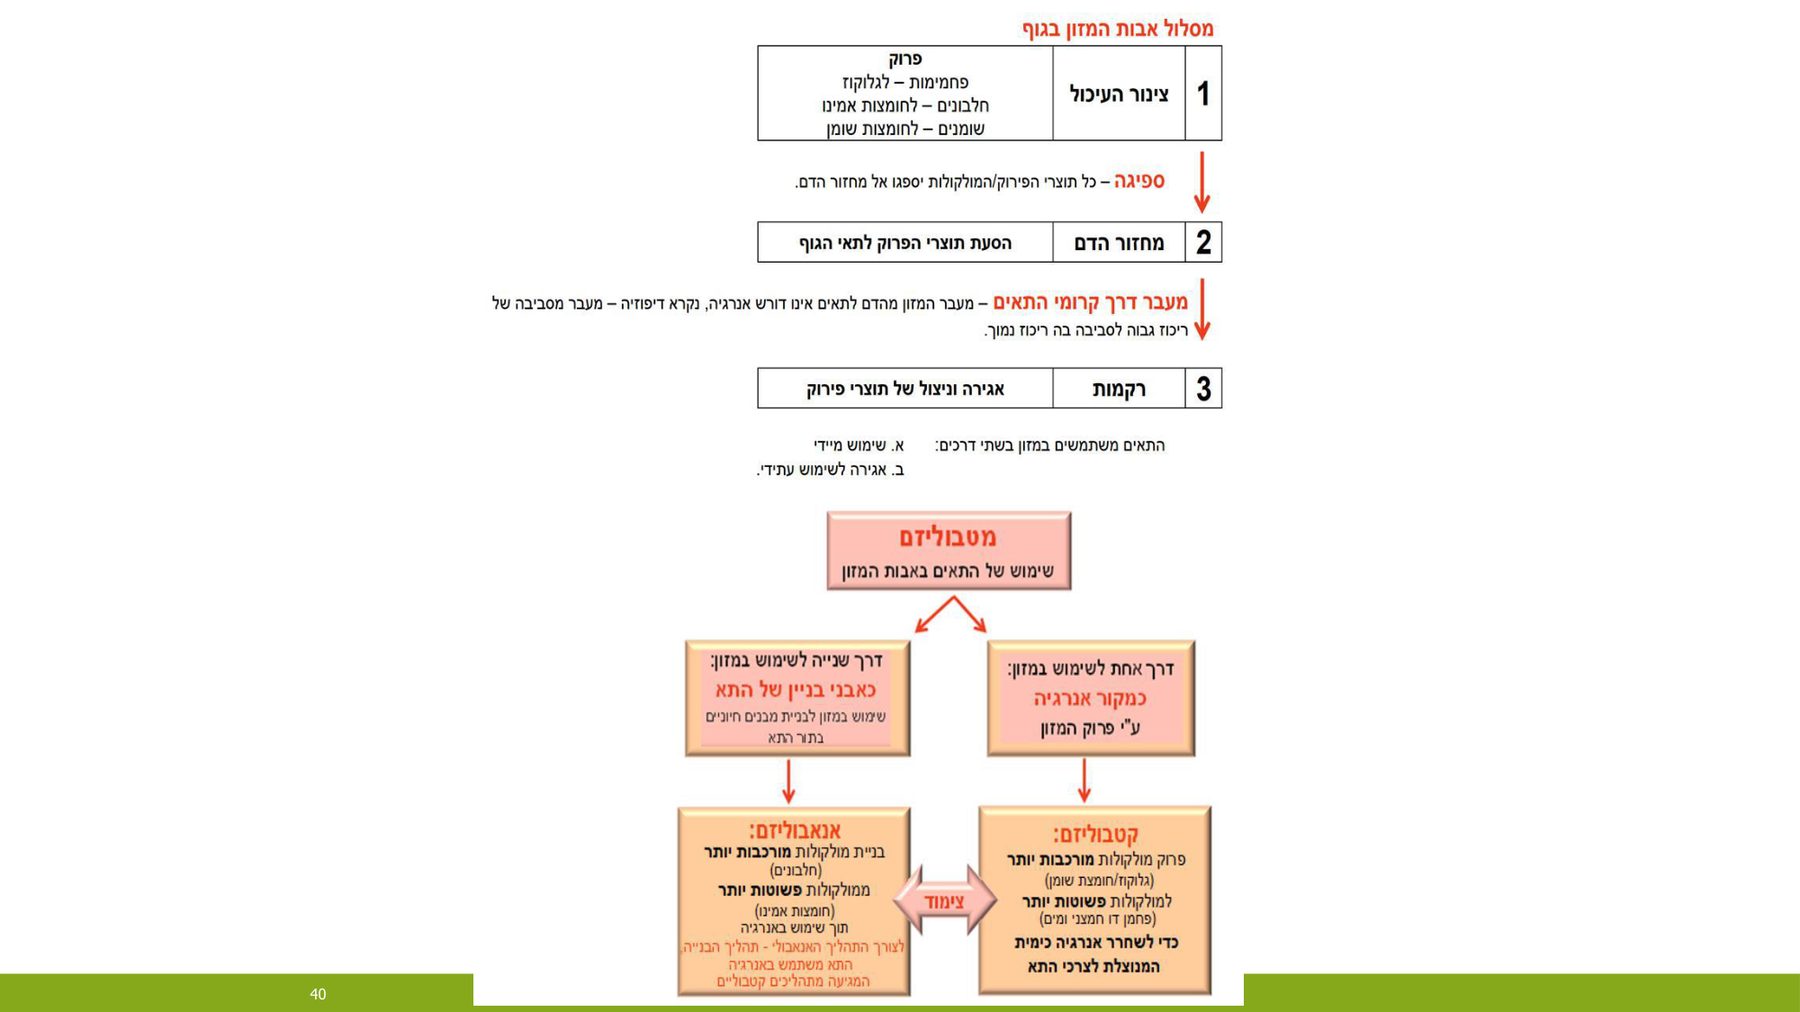 מסלול אבות המזון בגוף
1
צינור העיכול
פרוק
פחמימות – לגלוקוז
חלבונים – לחומצות אמינו
שומנים – לחומצות שומן
ספיגה – כל תוצרי הפירוק/המולקולות יספגו אל מחזור הדם.
2
מחזור הדם
הסעת תוצרי הפרוק לתאי הגוף
מעבר דרך קרומי התאים – מעבר המזון מהדם לתאים אינו דורש אנרגיה, נקרא דיפוזיה – מעבר מסביבה של
ריכוז גבוה לסביבה בה ריכוז נמוך.
3
רקמות
אגירה וניצול של תוצרי פירוק
התאים משתמשים במזון בשתי דרכים: א. שימוש מיידי
ב. אגירה לשימוש עתידי.
מטבוליזם
שימוש של התאים באבות המזון
דרך אחת לשימוש במזון:
כמקור אנרגיה
ע"י פרוק המזון
דרך שנייה לשימוש במזון:
כאבני בניין של התא
שימוש במזון לבניית מבנים חיוניים
בתור התא
קטבוליזם:
פרוק מולקולות מורכבות יותר
(גלוקוז/חומצת שומן)
למולקולות פשוטות יותר
(פחמן דו חמצני ומים)
כדי לשחרר אנרגיה כימית
המנוצלת לצרכי התא
צימוד
אנאבוליזם:
בניית מולקולות מורכבות יותר
(חלבונים)
ממולקולות פשוטות יותר
(חומצות אמינו)
תוך שימוש באנרגיה
לצורך התהליך האנאבולי - תהליך הבנייה,
התא משתמש באנרגיה
המגיעה מתהליכים קטבוליים
40